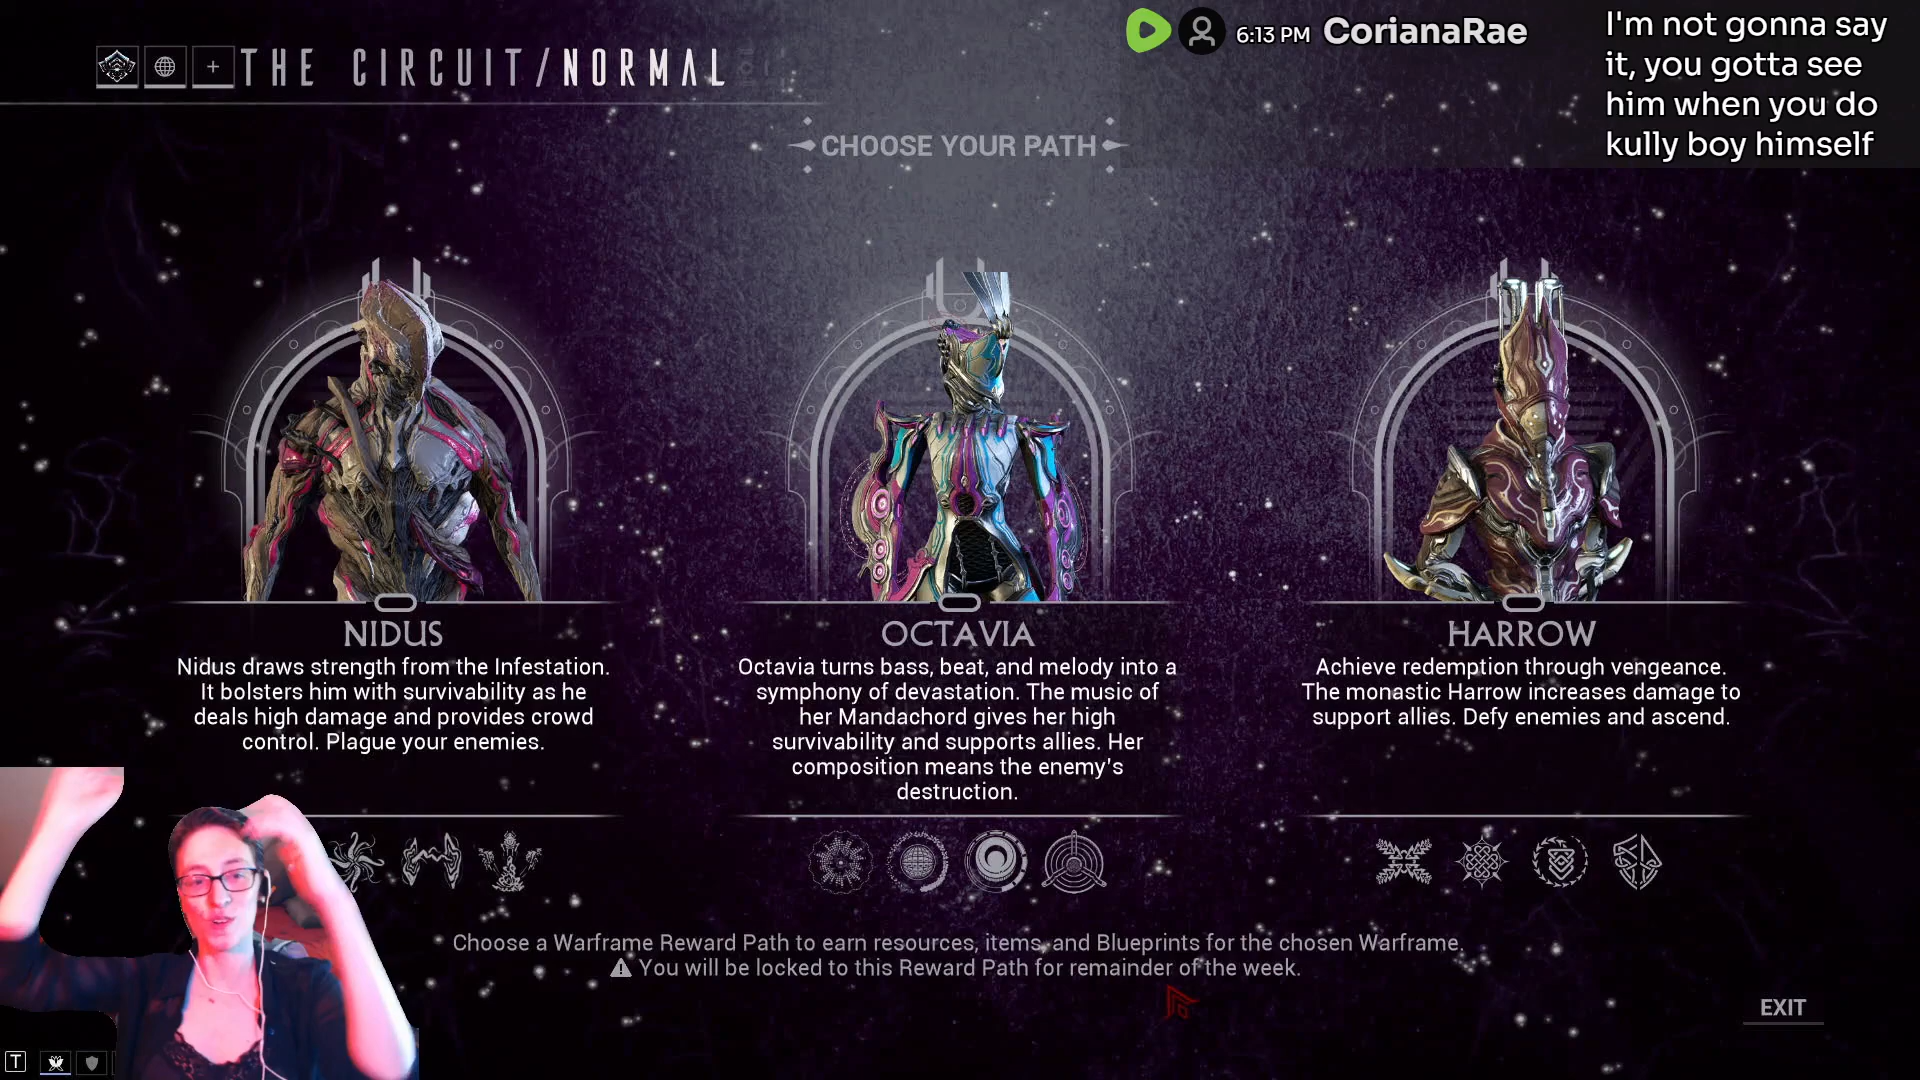 THE CIRCUIT/NORMAL
6:13 PM CorianaRae
I'm not gonna say
it, you gotta see
him when you do
kully boy himself
CHOOSE YOUR PATH
NIDUS
Nidus draws strength from the Infestation.
It bolsters him with survivability as he
deals high damage and provides crowd
control. Plague your enemies.
OCTAVIA
Octavia turns bass, beat, and melody into a
symphony of devastation. The music of
her Mandachord gives her high
survivability and supports allies. Her
composition means the enemy's
destruction.
HARROW
Achieve redemption through vengeance.
The monastic Harrow increases damage to
support allies. Defy enemies and ascend.
Choose a Warframe Reward Path to earn resources, items, and Blueprints for the chosen Warframe.
You will be locked to this Reward Path for remainder of the week.
EXIT
T